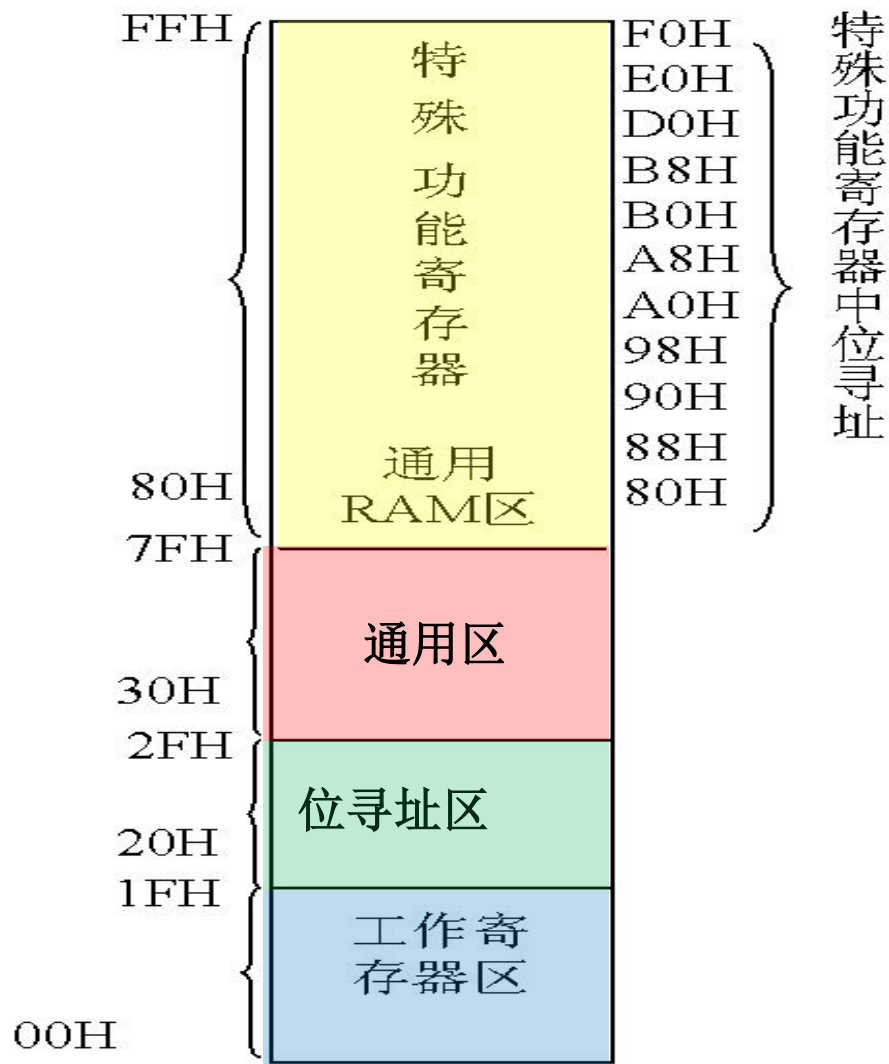 FFH
80H
7FH
30H
2FH
20H
1FH
00H
特殊功能寄存器
通用
RAM区
通用区
位寻址区
工作寄
存器区
F0H
E0H
D0H
B8H
B0H
A8H
A0H
98H
90H
88H
80H
特殊功能寄存器中位寻址